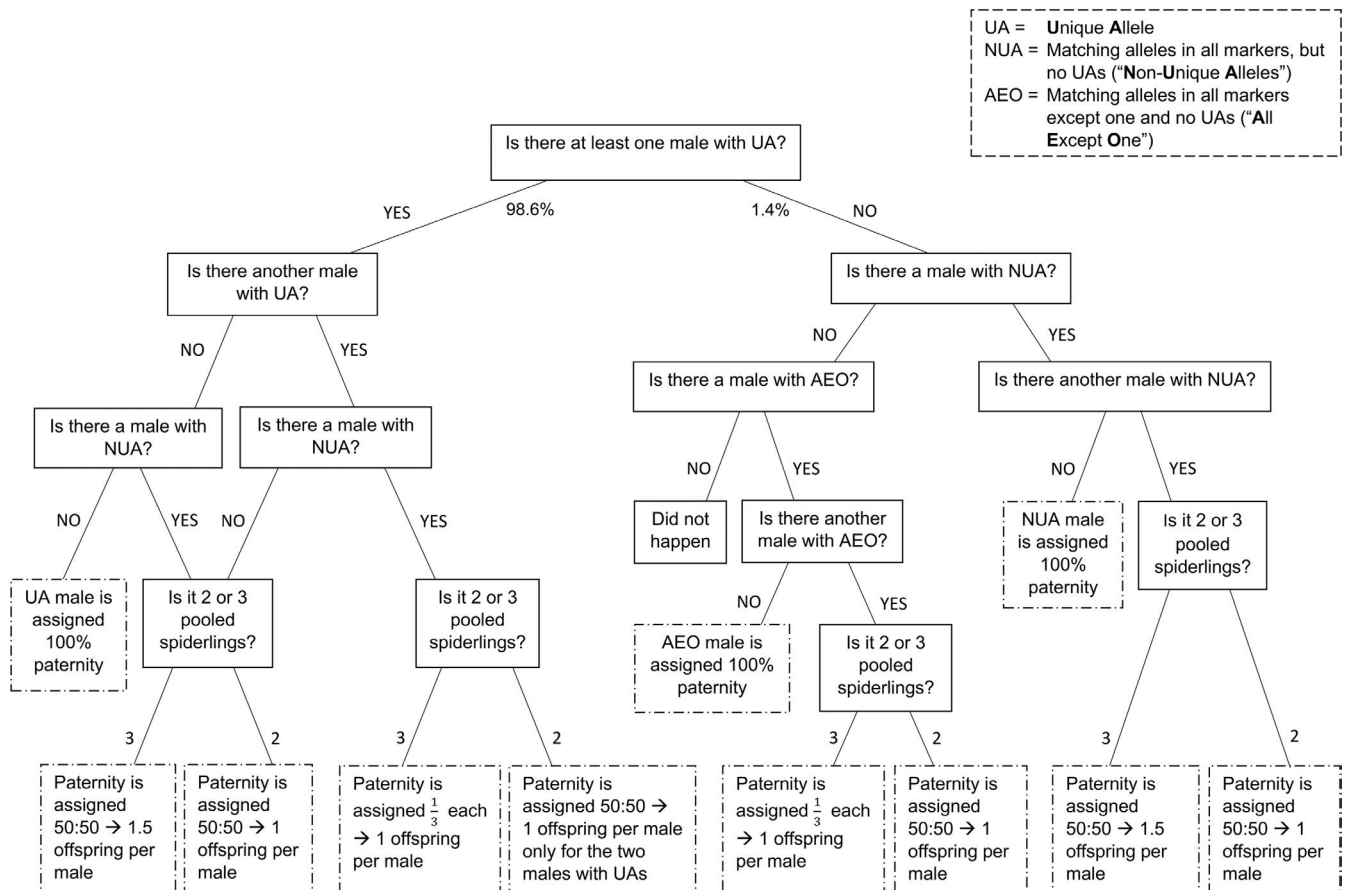 UA = Unique Allele
NUA = Matching alleles in all markers, but
no UAs (“Non-Unique Alleles”)
AEO = Matching alleles in all markers
except one and no UAs (“All
Except One”)
Is there at least one male with UA?
YES
98.6%
1.4%
NO
Is there another male
with UA?
Is there a male with NUA?
NO
YES
NO
YES
Is there a male with AEO?
Is there another male with NUA?
Is there a male with
NUA?
Is there a male with
NUA?
NO
YES
NO
YES
NO
YES
NO
YES
Did not
happen
Is there another
male with AEO?
NUA male
is assigned
100%
paternity
Is it 2 or 3
pooled
spiderlings?
UA male is
assigned
100%
paternity
Is it 2 or 3
pooled
spiderlings?
Is it 2 or 3
pooled
spiderlings?
NO
YES
AEO male is
assigned 100%
paternity
Is it 2 or 3
pooled
spiderlings?
3
2
3
2
3
2
3
2
Paternity is
assigned
50:50 → 1.5
offspring per
male
Paternity is
assigned
50:50 → 1
offspring per
male
Paternity is
assigned 1/3 each
→ 1 offspring
per male
Paternity is
assigned 50:50 →
1 offspring per male
only for the two
males with UAs
Paternity is
assigned 1/3 each
→ 1 offspring
per male
Paternity is
assigned
50:50 → 1
offspring per
male
Paternity is
assigned
50:50 → 1.5
offspring per
male
Paternity is
assigned
50:50 → 1
offspring per
male